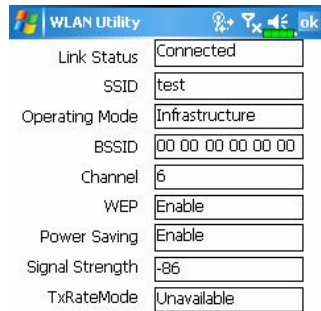 WLAN Utility ok
Link Status Connected
SSID test
Operating Mode Infrastructure
BSSID 00 00 00 00 00 00
Channel 6
WEP Enable
Power Saving Enable
Signal Strength -86
TxRateMode Unavailable